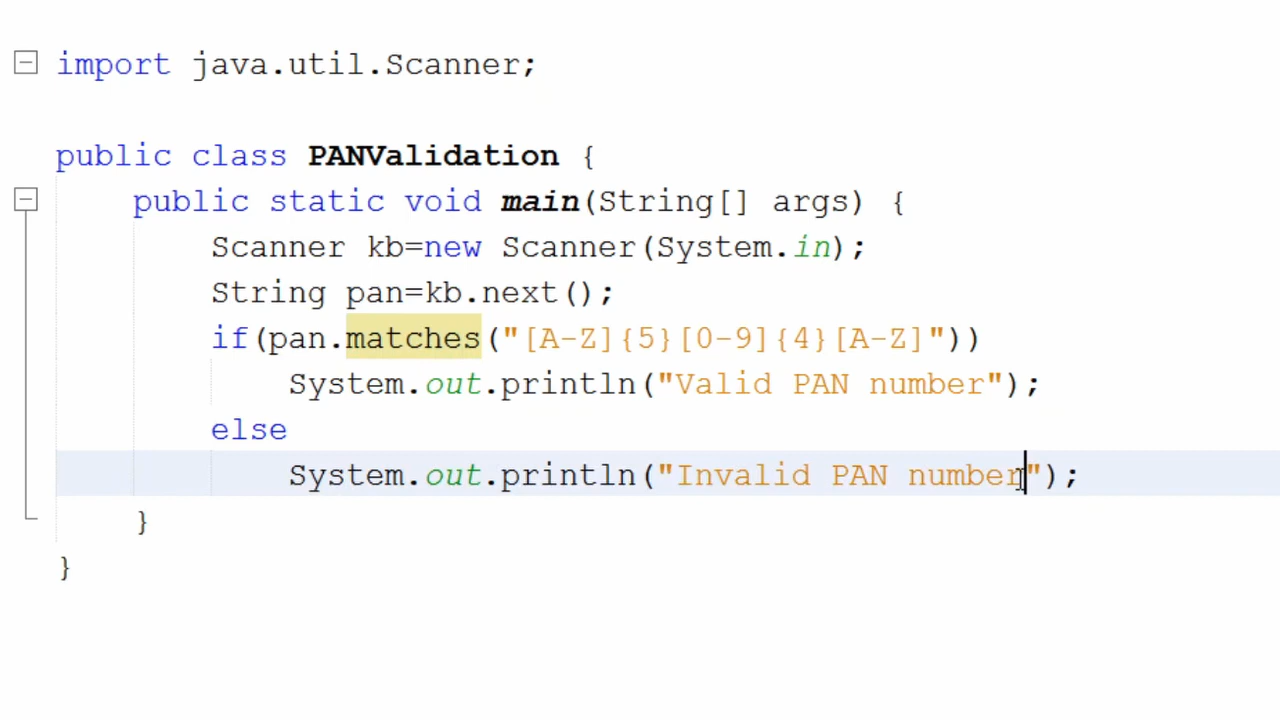 import java.util.Scanner;
public class PANValidation {
public static void main(String[] args) {
Scanner kb=new Scanner(System.in);
String pan=kb.next();
if(pan.matches("[A-Z]{5}[0-9]{4}[A-Z]"))
System.out.println("Valid PAN number");
else
System.out.println("Invalid PAN number");
}
}